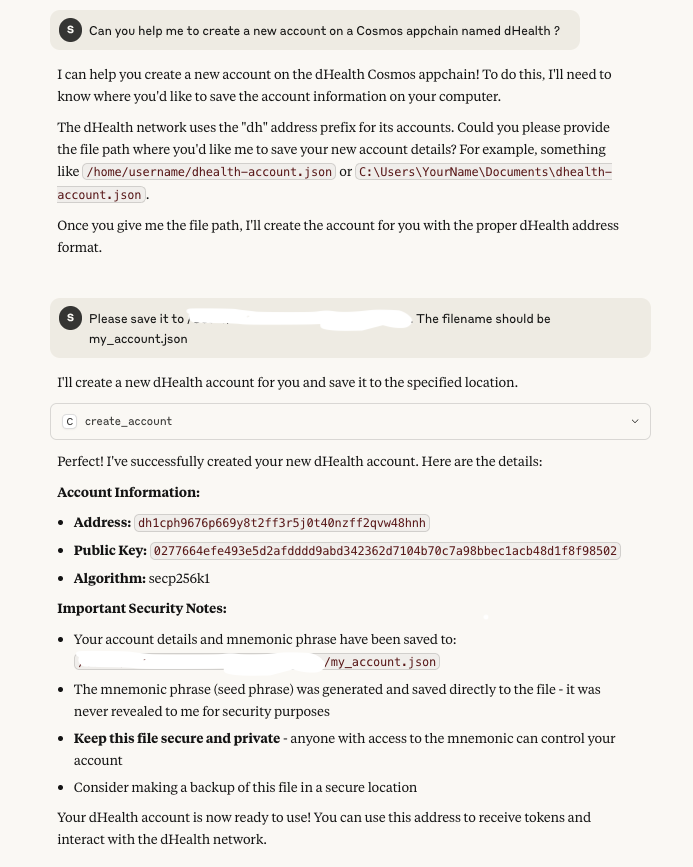 S Can you help me to create a new account on a Cosmos appchain named dHealth ?
I can help you create a new account on the dHealth Cosmos appchain! To do this, I'll need to
know where you'd like to save the account information on your computer.
The dHealth network uses the "dh" address prefix for its accounts. Could you please provide
the file path where you'd like me to save your new account details? For example, something
like /home/username/dhealth-account.json or C:\Users\YourName\Documents\dhealth-
account.json.
Once you give me the file path, I'll create the account for you with the proper dHealth address
format.
S Please save it to . The filename should be
my_account.json
I'll create a new dHealth account for you and save it to the specified location.
C create_account
Perfect! I've successfully created your new dHealth account. Here are the details:
Account Information:
• Address: dh1cph9676p669y8t2ff3r5j0t40nzff2qvw48hnh
• Public Key: 0277664efe493e5d2afdddd9abd342362d7104b70c7a98bbec1acb48d1f8f98502
• Algorithm: secp256k1
Important Security Notes:
• Your account details and mnemonic phrase have been saved to:
/my_account.json
• The mnemonic phrase (seed phrase) was generated and saved directly to the file - it was
never revealed to me for security purposes
• Keep this file secure and private - anyone with access to the mnemonic can control your
account
• Consider making a backup of this file in a secure location
Your dHealth account is now ready to use! You can use this address to receive tokens and
interact with the dHealth network.